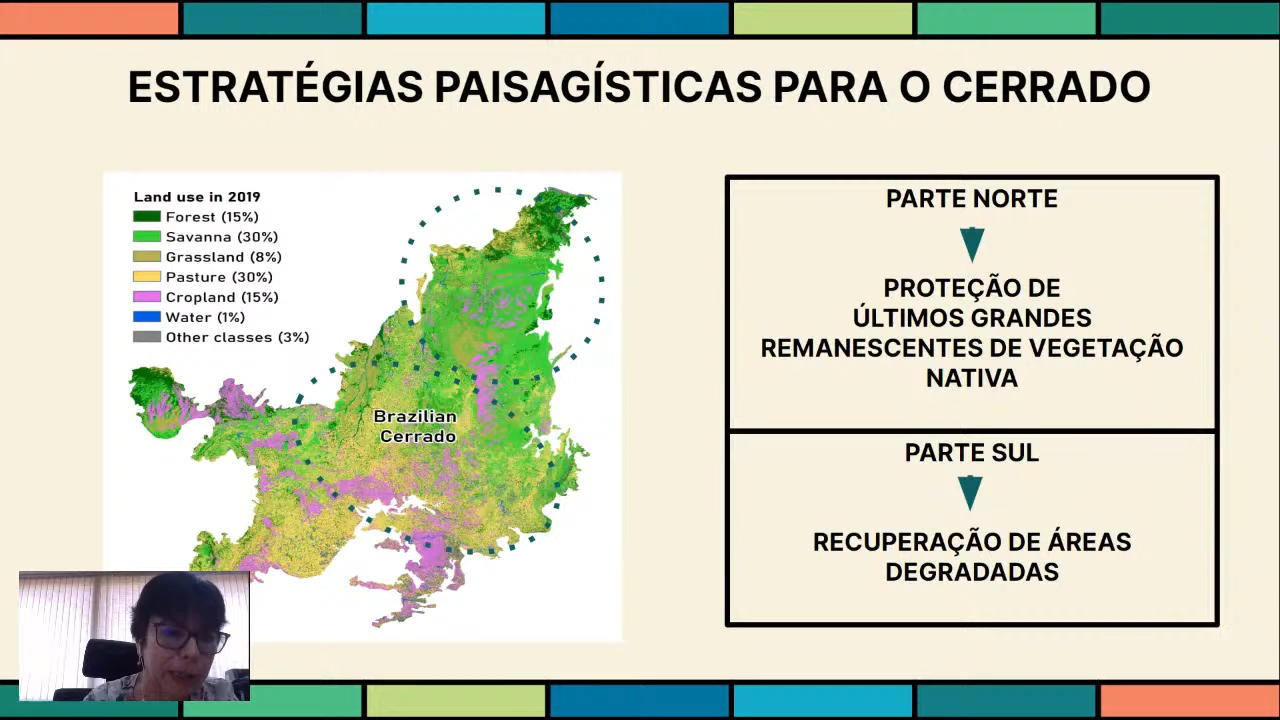 ESTRATÉGIAS PAISAGÍSTICAS PARA O CERRADO
Land use in 2019
Forest (15%)
Savanna (30%)
Grassland (8%)
Pasture (30%)
Cropland (15%)
Water (1%)
Other classes (3%)
Brazilian
Cerrado
PARTE NORTE
PROTEÇÃO DE
ÚLTIMOS GRANDES
REMANESCENTES DE VEGETAÇÃO
NATIVA
PARTE SUL
RECUPERAÇÃO DE ÁREAS
DEGRADADAS